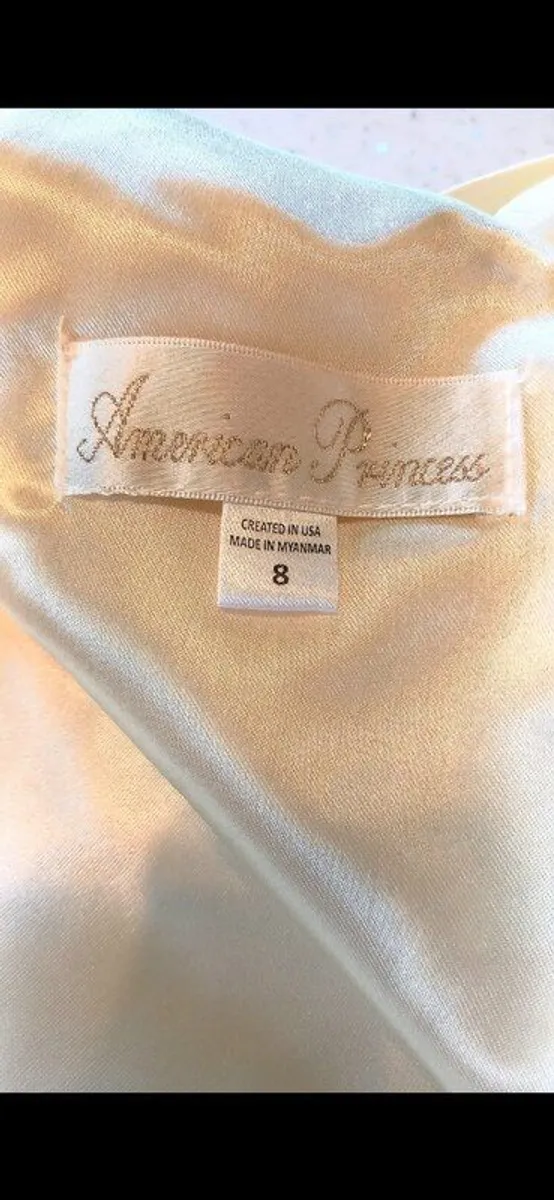 American Princess
CREATED IN USA
MADE IN MYANMAR
8